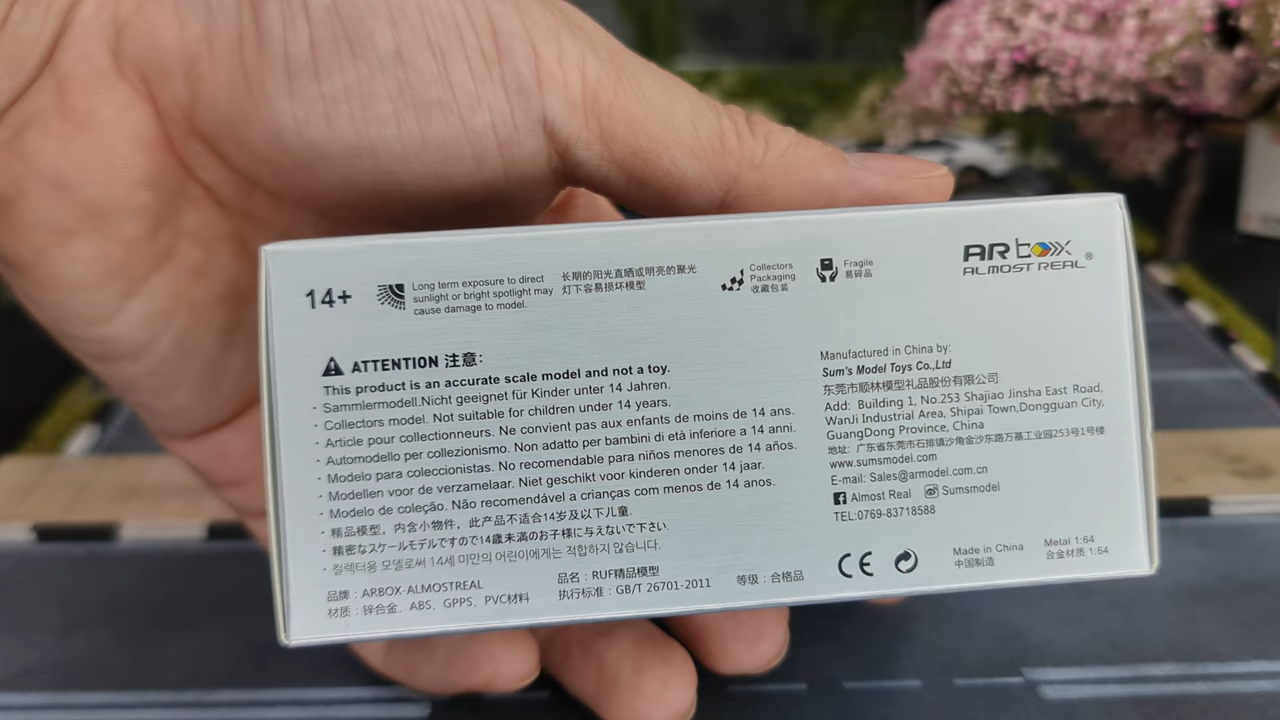 14+
Long term exposure to direct
sunlight or bright spotlight may
cause damage to model.
长期的阳光直晒或明亮的聚光
灯下容易损坏模型
Collectors
Packaging
收藏包装
Fragile
易碎品
ARbox
ALMOST REAL®
ATTENTION 注意:
This product is an accurate scale model and not a toy.
· Sammlermodell.Nicht geeignet für Kinder unter 14 Jahren.
· Collectors model. Not suitable for children under 14 years.
· Article pour collectionneurs. Ne convient pas aux enfants de moins de 14 ans.
· Automodello per collezionismo. Non adatto per bambini di età inferiore a 14 anni.
· Modelo para coleccionistas. No recomendable para niños menores de 14 años.
· Modellen voor de verzamelaar. Niet geschikt voor kinderen onder 14 jaar.
· Modelo de coleção. Não recomendável a crianças com menos de 14 anos.
· 精品模型，内含小物件，此产品不适合14岁及以下儿童.
· 精密なスケールモデルですので14歳未満のお子様に与えないで下さい.
· 컬렉터용 모델로써 14세 미만의 어린이에게는 적합하지 않습니다.
品牌：ARBOX-ALMOSTREAL
材质：锌合金、ABS、GPPS、PVC材料
品名：RUF精品模型
执行标准：GB/T 26701-2011
等级：合格品
Manufactured in China by:
Sum's Model Toys Co.,Ltd
东莞市顺林模型礼品股份有限公司
Add: Building 1, No.253 Shajiao Jinsha East Road,
WanJi Industrial Area, Shipai Town,Dongguan City,
GuangDong Province, China
地址: 广东省东莞市石排镇沙角金沙东路万基工业园253号1号楼
www.sumsmodel.com
E-mail: Sales@armodel.com.cn
Almost Real Sumsmodel
TEL:0769-83718588
CE
Made in China
中国制造
Metal 1:64
合金材质 1:64